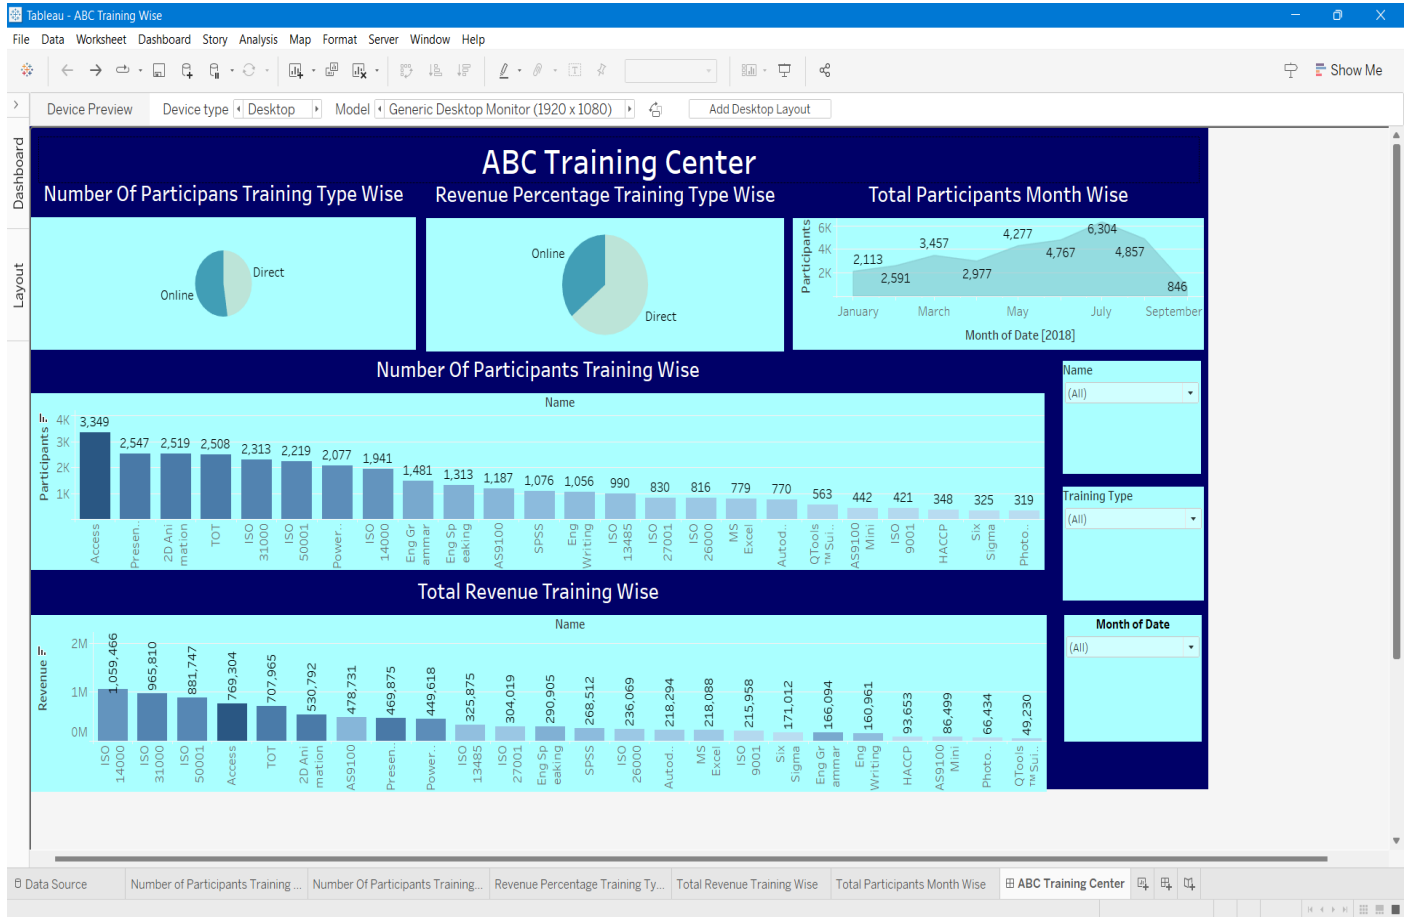 Tableau - ABC Training Wise
File Data Worksheet Dashboard Story Analysis Map Format Server Window Help
Show Me
Device Preview Device type Desktop Model Generic Desktop Monitor (1920 x 1080) Add Desktop Layout
Dashboard
Layout
ABC Training Center
Number Of Participans Training Type Wise
Online
Direct
Revenue Percentage Training Type Wise
Online
Direct
Total Participants Month Wise
Participants
6K
4K
2K
2,113 2,591 3,457 2,977 4,277 4,767 6,304 4,857 846
January March May July September
Month of Date [2018]
Number Of Participants Training Wise
Name
Participants
4K
3K
2K
1K
3,349 2,547 2,519 2,508 2,313 2,219 2,077 1,941 1,481 1,313 1,187 1,076 1,056 990 830 816 779 770 563 442 421 348 325 319
Access
Presen..
2D Ani
mation
TOT
ISO
31000
ISO
50001
Power..
ISO
14000
Eng Gr
ammar
Eng Sp
eaking
AS9100
SPSS
Eng
Writing
ISO
13485
ISO
27001
ISO
26000
MS
Excel
Autod..
QTools
™ Sui..
AS9100
Mini
ISO
9001
HACCP
Six
Sigma
Photo..
Name
(All)
Training Type
(All)
Month of Date
(All)
Total Revenue Training Wise
Name
Revenue
2M
1M
0M
1,059,466 965,810 881,747 769,304 707,965 530,792 478,731 469,875 449,618 325,875 304,019 290,905 268,512 236,069 218,294 218,088 215,958 171,012 166,094 160,961 93,653 86,499 66,434 49,230
ISO
14000
ISO
31000
ISO
50001
Access
TOT
2D Ani
mation
AS9100
Presen..
Power..
ISO
13485
ISO
27001
Eng Sp
eaking
SPSS
ISO
26000
Autod..
MS
Excel
ISO
9001
Six
Sigma
Eng Gr
ammar
Eng
Writing
HACCP
AS9100
Mini
Photo..
QTools
™ Sui..
Data Source Number of Participants Training ... Number Of Participants Training... Revenue Percentage Training Ty... Total Revenue Training Wise Total Participants Month Wise ABC Training Center